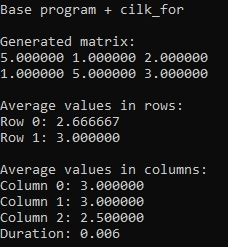 Base program + cilk_for
Generated matrix:
5.000000 1.000000 2.000000
1.000000 5.000000 3.000000
Average values in rows:
Row 0: 2.666667
Row 1: 3.000000
Average values in columns:
Column 0: 3.000000
Column 1: 3.000000
Column 2: 2.500000
Duration: 0.006